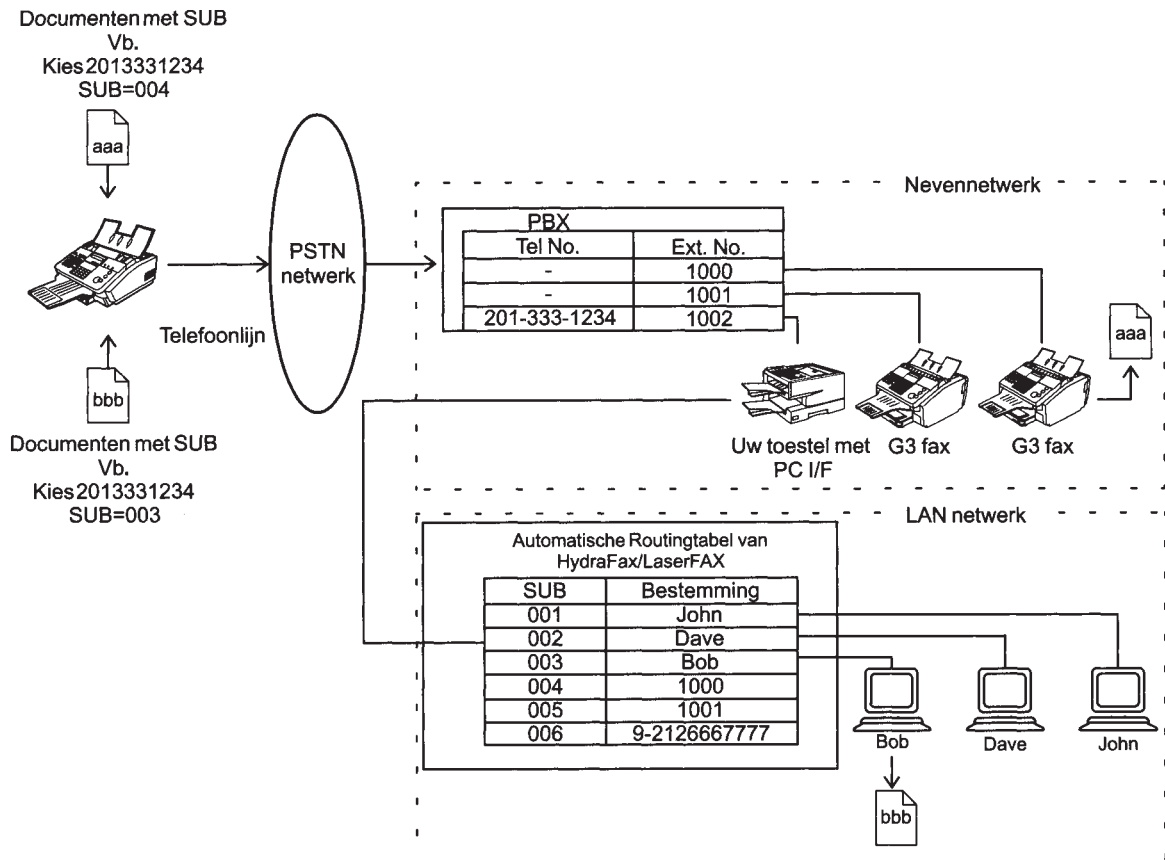 Documenten met SUB
Vb.
Kies 2013331234
SUB=004
aaa
Telefoonlijn
bbb
Documenten met SUB
Vb.
Kies 2013331234
SUB=003
PSTN
netwerk
Nevennetwerk
PBX
Tel No. Ext. No.
- 1000
- 1001
201-333-1234 1002
aaa
Uw toestel met
PC I/F
G3 fax
G3 fax
LAN netwerk
Automatische Routingtabel van
HydraFax/LaserFAX
SUB Bestemming
001 John
002 Dave
003 Bob
004 1000
005 1001
006 9-2126667777
Bob
Dave
John
bbb